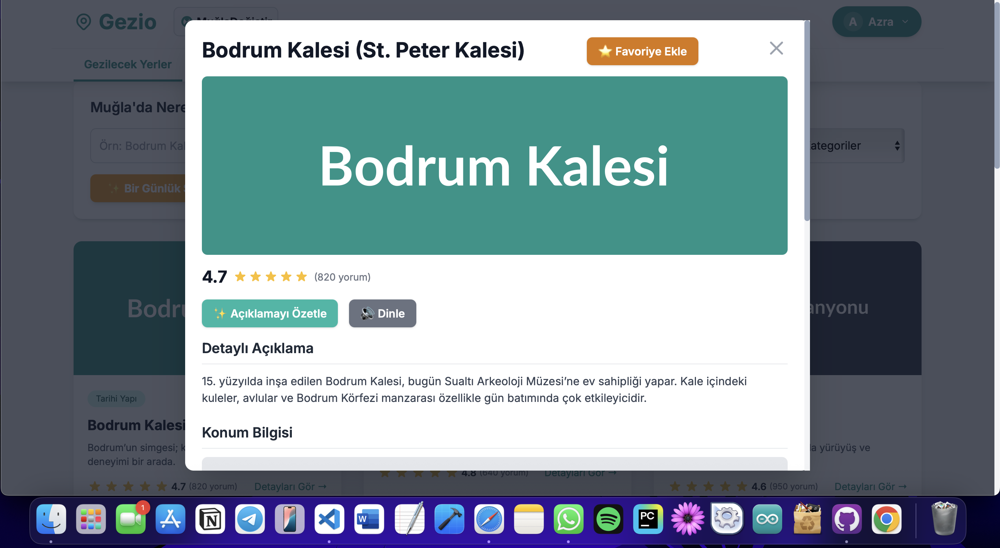 Gezio
MuğlaDeğiştir
A Azra
Gezilecek Yerler
Bodrum Kalesi (St. Peter Kalesi)
⭐ Favoriye Ekle
Muğla'da Nere
Örn: Bodrum Kal
ategoriler
✨ Bir Günlük
Bodrum Kalesi
4.7 ★ ★ ★ ★ ★ (820 yorum)
✨ Açıklamayı Özetle
🔊 Dinle
Bodru
anyonu
Detaylı Açıklama
15. yüzyılda inşa edilen Bodrum Kalesi, bugün Sualtı Arkeoloji Müzesi’ne ev sahipliği yapar. Kale içindeki
kuleler, avlular ve Bodrum Körfezi manzarası özellikle gün batımında çok etkileyicidir.
Konum Bilgisi
Tarihi Yapı
Bodrum Kalesi
Bodrum’un simgesi; k
deneyimi bir arada.
a yürüyüş ve
★ ★ ★ ★ ★ 4.7 (820 yorum) Detayları Gör →
4.8 (640 yorum) Detayları Gör →
★ ★ ★ ★ ★ 4.6 (950 yorum) Detayları Gör →
1
N
W
PC